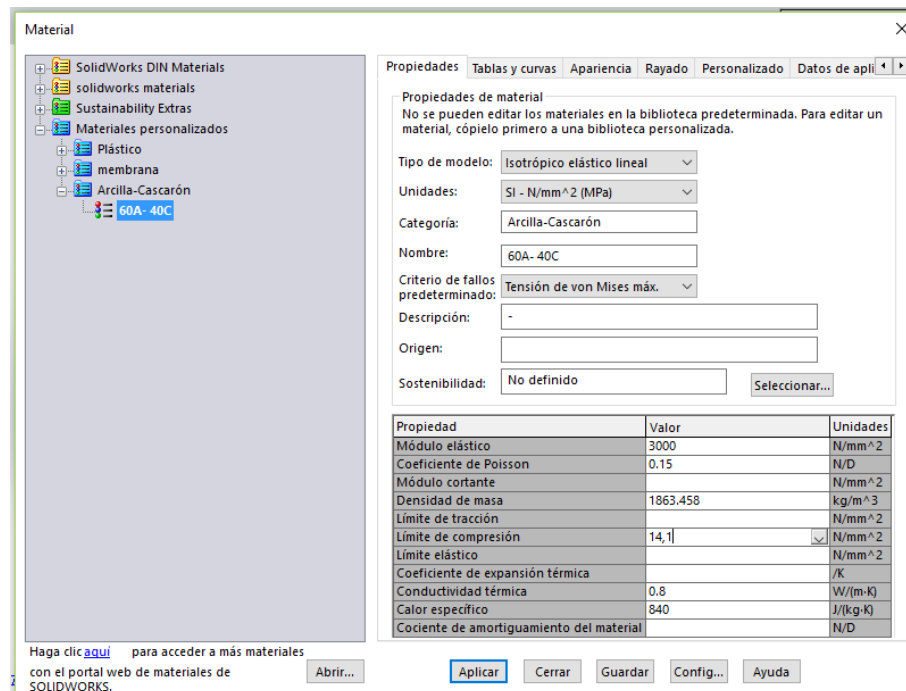 Material
SolidWorks DIN Materials
solidworks materials
Sustainability Extras
Materiales personalizados
Plástico
membrana
Arcilla-Cascarón
60A- 40C
Propiedades Tablas y curvas Apariencia Rayado Personalizado Datos de apli
Propiedades de material
No se pueden editar los materiales en la biblioteca predeterminada. Para editar un
material, cópielo primero a una biblioteca personalizada.
Tipo de modelo: Isotrópico elástico lineal
Unidades: SI - N/mm^2 (MPa)
Categoría: Arcilla-Cascarón
Nombre: 60A- 40C
Criterio de fallos
predeterminado: Tensión de von Mises máx.
Descripción: -
Origen:
Sostenibilidad: No definido Seleccionar...
Propiedad Valor Unidades
Módulo elástico 3000 N/mm^2
Coeficiente de Poisson 0.15 N/D
Módulo cortante N/mm^2
Densidad de masa 1863.458 kg/m^3
Límite de tracción N/mm^2
Límite de compresión 14,1 N/mm^2
Límite elástico N/mm^2
Coeficiente de expansión térmica /K
Conductividad térmica 0.8 W/(m·K)
Calor específico 840 J/(kg·K)
Cociente de amortiguamiento del material N/D
Haga clic aquí para acceder a más materiales
con el portal web de materiales de
SOLIDWORKS.
Abrir... Aplicar Cerrar Guardar Config... Ayuda